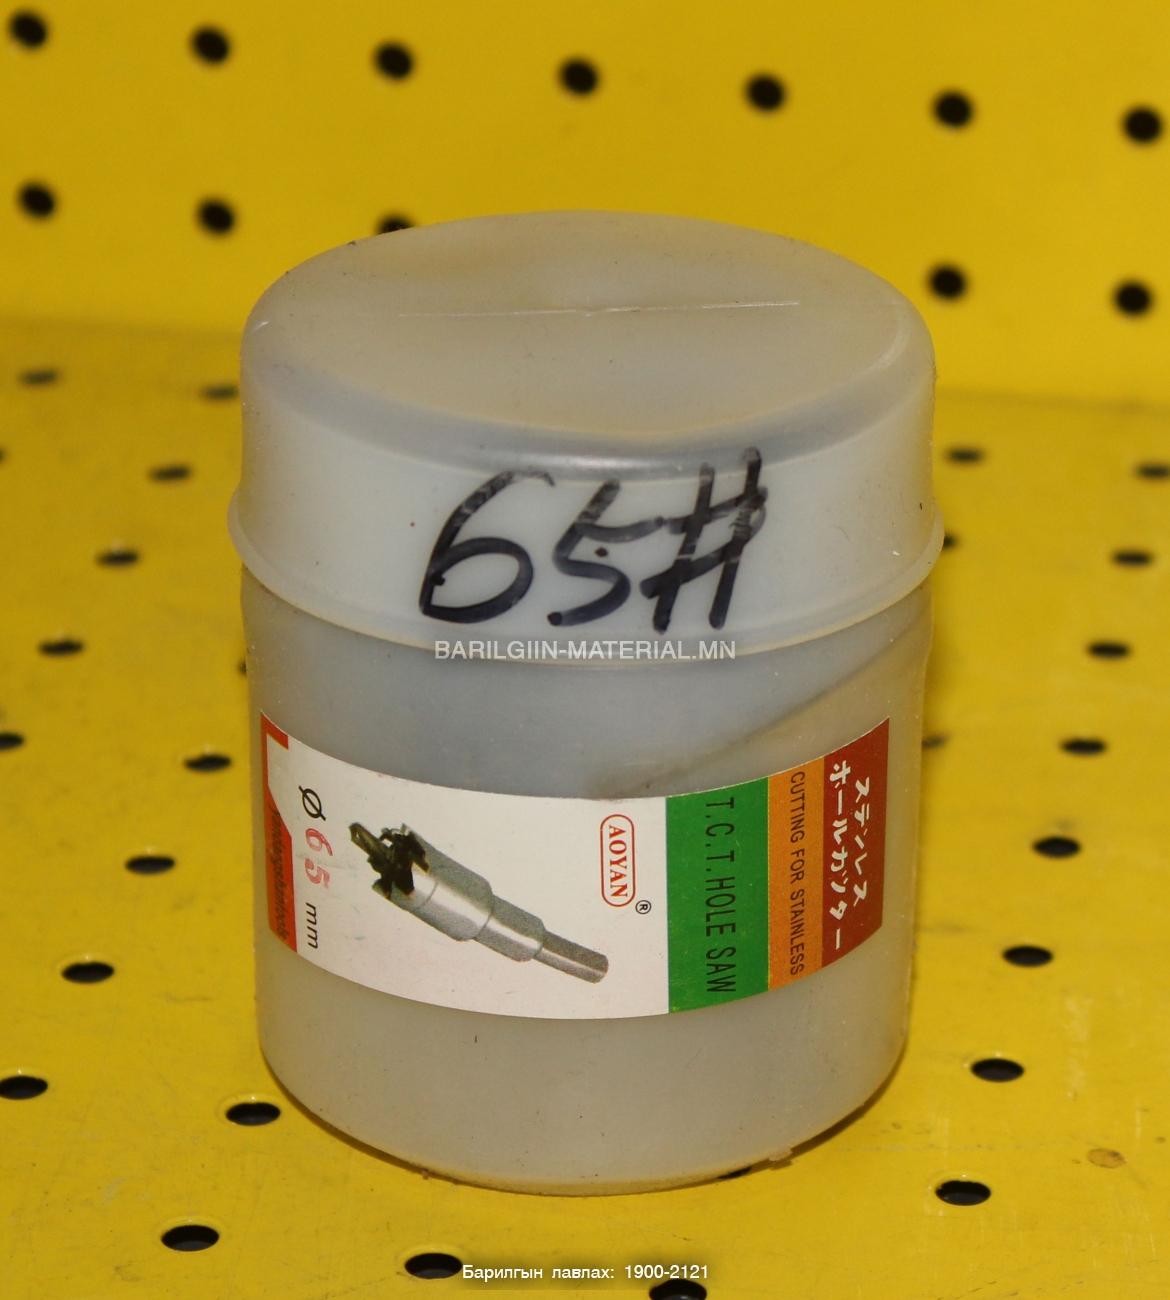 65#
BARILGIIN-MATERIAL.MN
ステンレス
ホールカッター
CUTTING FOR STAINLESS
T.C.T.HOLE SAW
AOYAN®
Ø 65 mm
Барилгын лавлах: 1900-2121